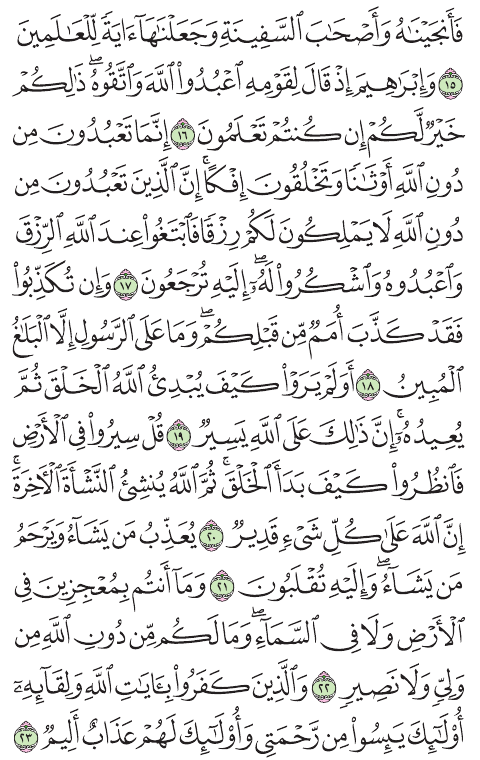 فَأَنجَيْنَٰهُ وَأَصْحَٰبَ ٱلسَّفِينَةِ وَجَعَلْنَٰهَآ ءَايَةً لِّلْعَٰلَمِينَ
١٥ وَإِبْرَٰهِيمَ إِذْ قَالَ لِقَوْمِهِ ٱعْبُدُوا۟ ٱللَّهَ وَٱتَّقُوهُ ۖ ذَٰلِكُمْ
خَيْرٌ لَّكُمْ إِن كُنتُمْ تَعْلَمُونَ ١٦ إِنَّمَا تَعْبُدُونَ مِن
دُونِ ٱللَّهِ أَوْثَٰنًا وَتَخْلُقُونَ إِفْكًا ۚ إِنَّ ٱلَّذِينَ تَعْبُدُونَ مِن
دُونِ ٱللَّهِ لَا يَمْلِكُونَ لَكُمْ رِزْقًا فَٱبْتَغُوا۟ عِندَ ٱللَّهِ ٱلرِّزْقَ
وَٱعْبُدُوهُ وَٱشْكُرُوا۟ لَهُۥٓ ۖ إِلَيْهِ تُرْجَعُونَ ١٧ وَإِن تُكَذِّبُوا۟
فَقَدْ كَذَّبَ أُمَمٌ مِّن قَبْلِكُمْ ۖ وَمَا عَلَى ٱلرَّسُولِ إِلَّا ٱلْبَلَٰغُ
ٱلْمُبِينُ ١٨ أَوَلَمْ يَرَوْا۟ كَيْفَ يُبْدِئُ ٱللَّهُ ٱلْخَلْقَ ثُمَّ
يُعِيدُهُۥٓ ۚ إِنَّ ذَٰلِكَ عَلَى ٱللَّهِ يَسِيرٌ ١٩ قُلْ سِيرُوا۟ فِى ٱلْأَرْضِ
فَٱنظُرُوا۟ كَيْفَ بَدَأَ ٱلْخَلْقَ ۚ ثُمَّ ٱللَّهُ يُنشِئُ ٱلنَّشْأَةَ ٱلْءَاخِرَةَ ۚ
إِنَّ ٱللَّهَ عَلَىٰ كُلِّ شَىْءٍ قَدِيرٌ ٢٠ يُعَذِّبُ مَن يَشَآءُ وَيَرْحَمُ
مَن يَشَآءُ ۖ وَإِلَيْهِ تُقْلَبُونَ ٢١ وَمَآ أَنتُم بِمُعْجِزِينَ فِى
ٱلْأَرْضِ وَلَا فِى ٱلسَّمَآءِ ۖ وَمَا لَكُم مِّن دُونِ ٱللَّهِ مِن
وَلِىٍّ وَلَا نَصِيرٍ ٢٢ وَٱلَّذِينَ كَفَرُوا۟ بِـَٔايَٰتِ ٱللَّهِ وَلِقَآئِهِۦٓ
أُو۟لَٰٓئِكَ يَئِسُوا۟ مِن رَّحْمَتِى وَأُو۟لَٰٓئِكَ لَهُمْ عَذَابٌ أَلِيمٌ ٢٣